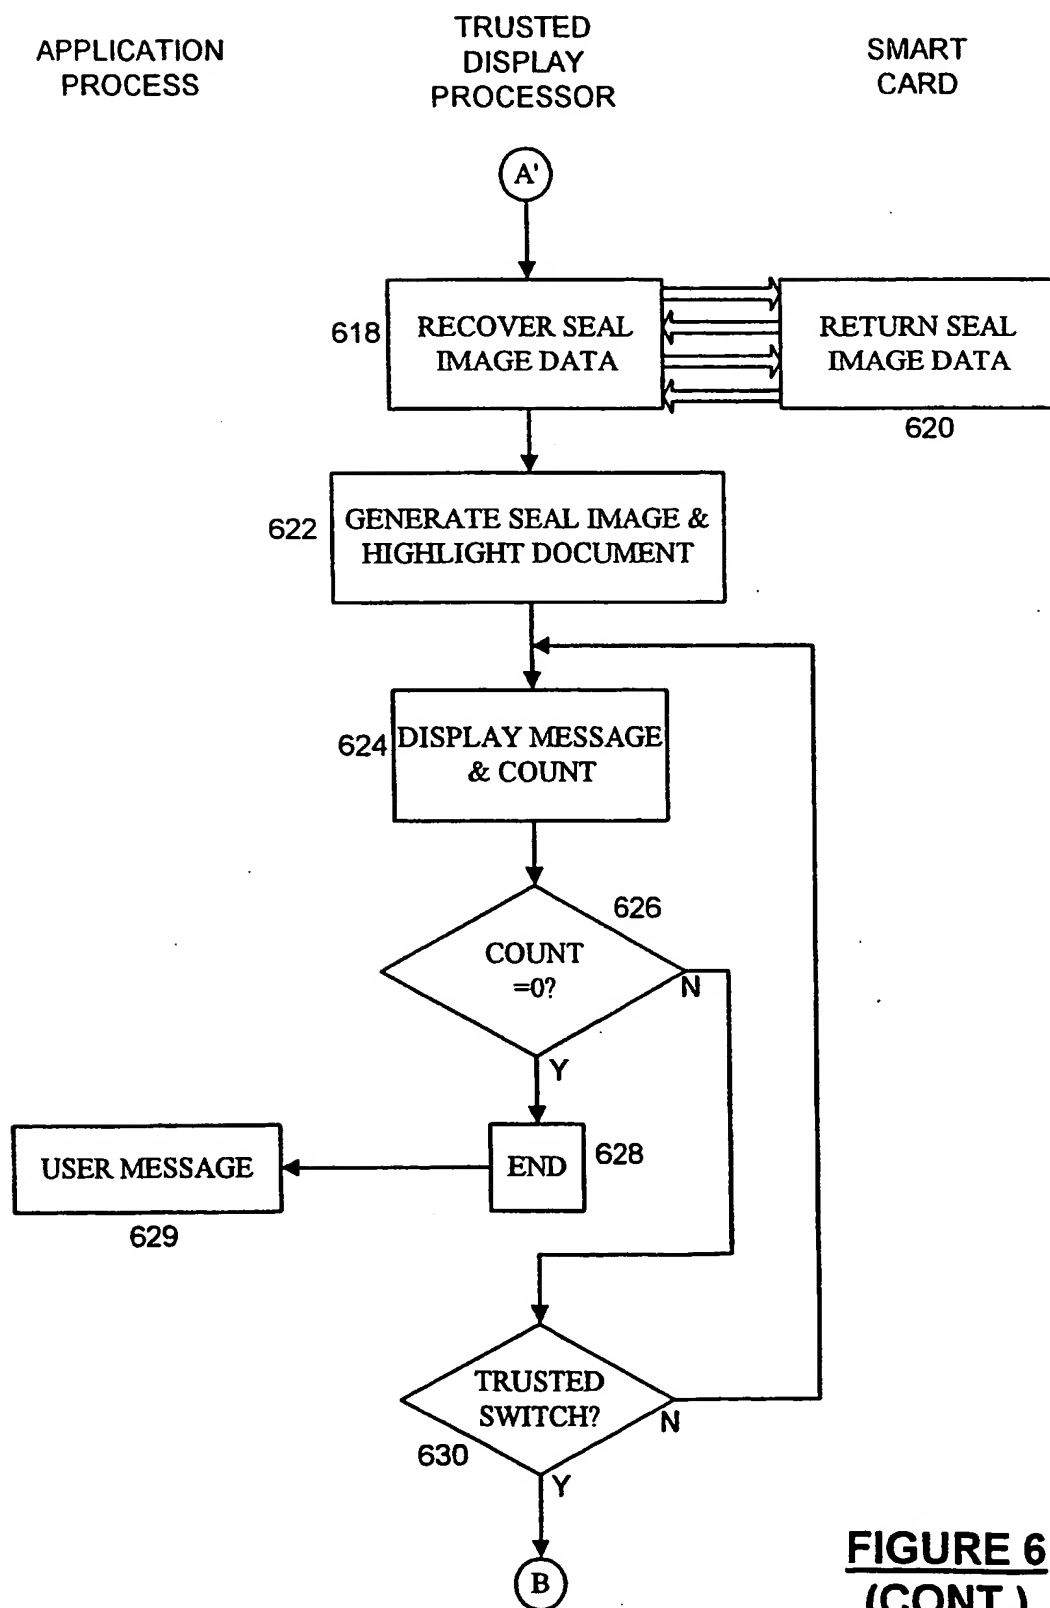 APPLICATION
PROCESS
TRUSTED
DISPLAY
PROCESSOR
SMART
CARD
A'
618
RECOVER SEAL
IMAGE DATA
RETURN SEAL
IMAGE DATA
620
622
GENERATE SEAL IMAGE &
HIGHLIGHT DOCUMENT
624
DISPLAY MESSAGE
& COUNT
626
COUNT
=0?
N
Y
USER MESSAGE
629
END
628
TRUSTED
SWITCH?
N
630
Y
B
FIGURE 6
(CONT.)